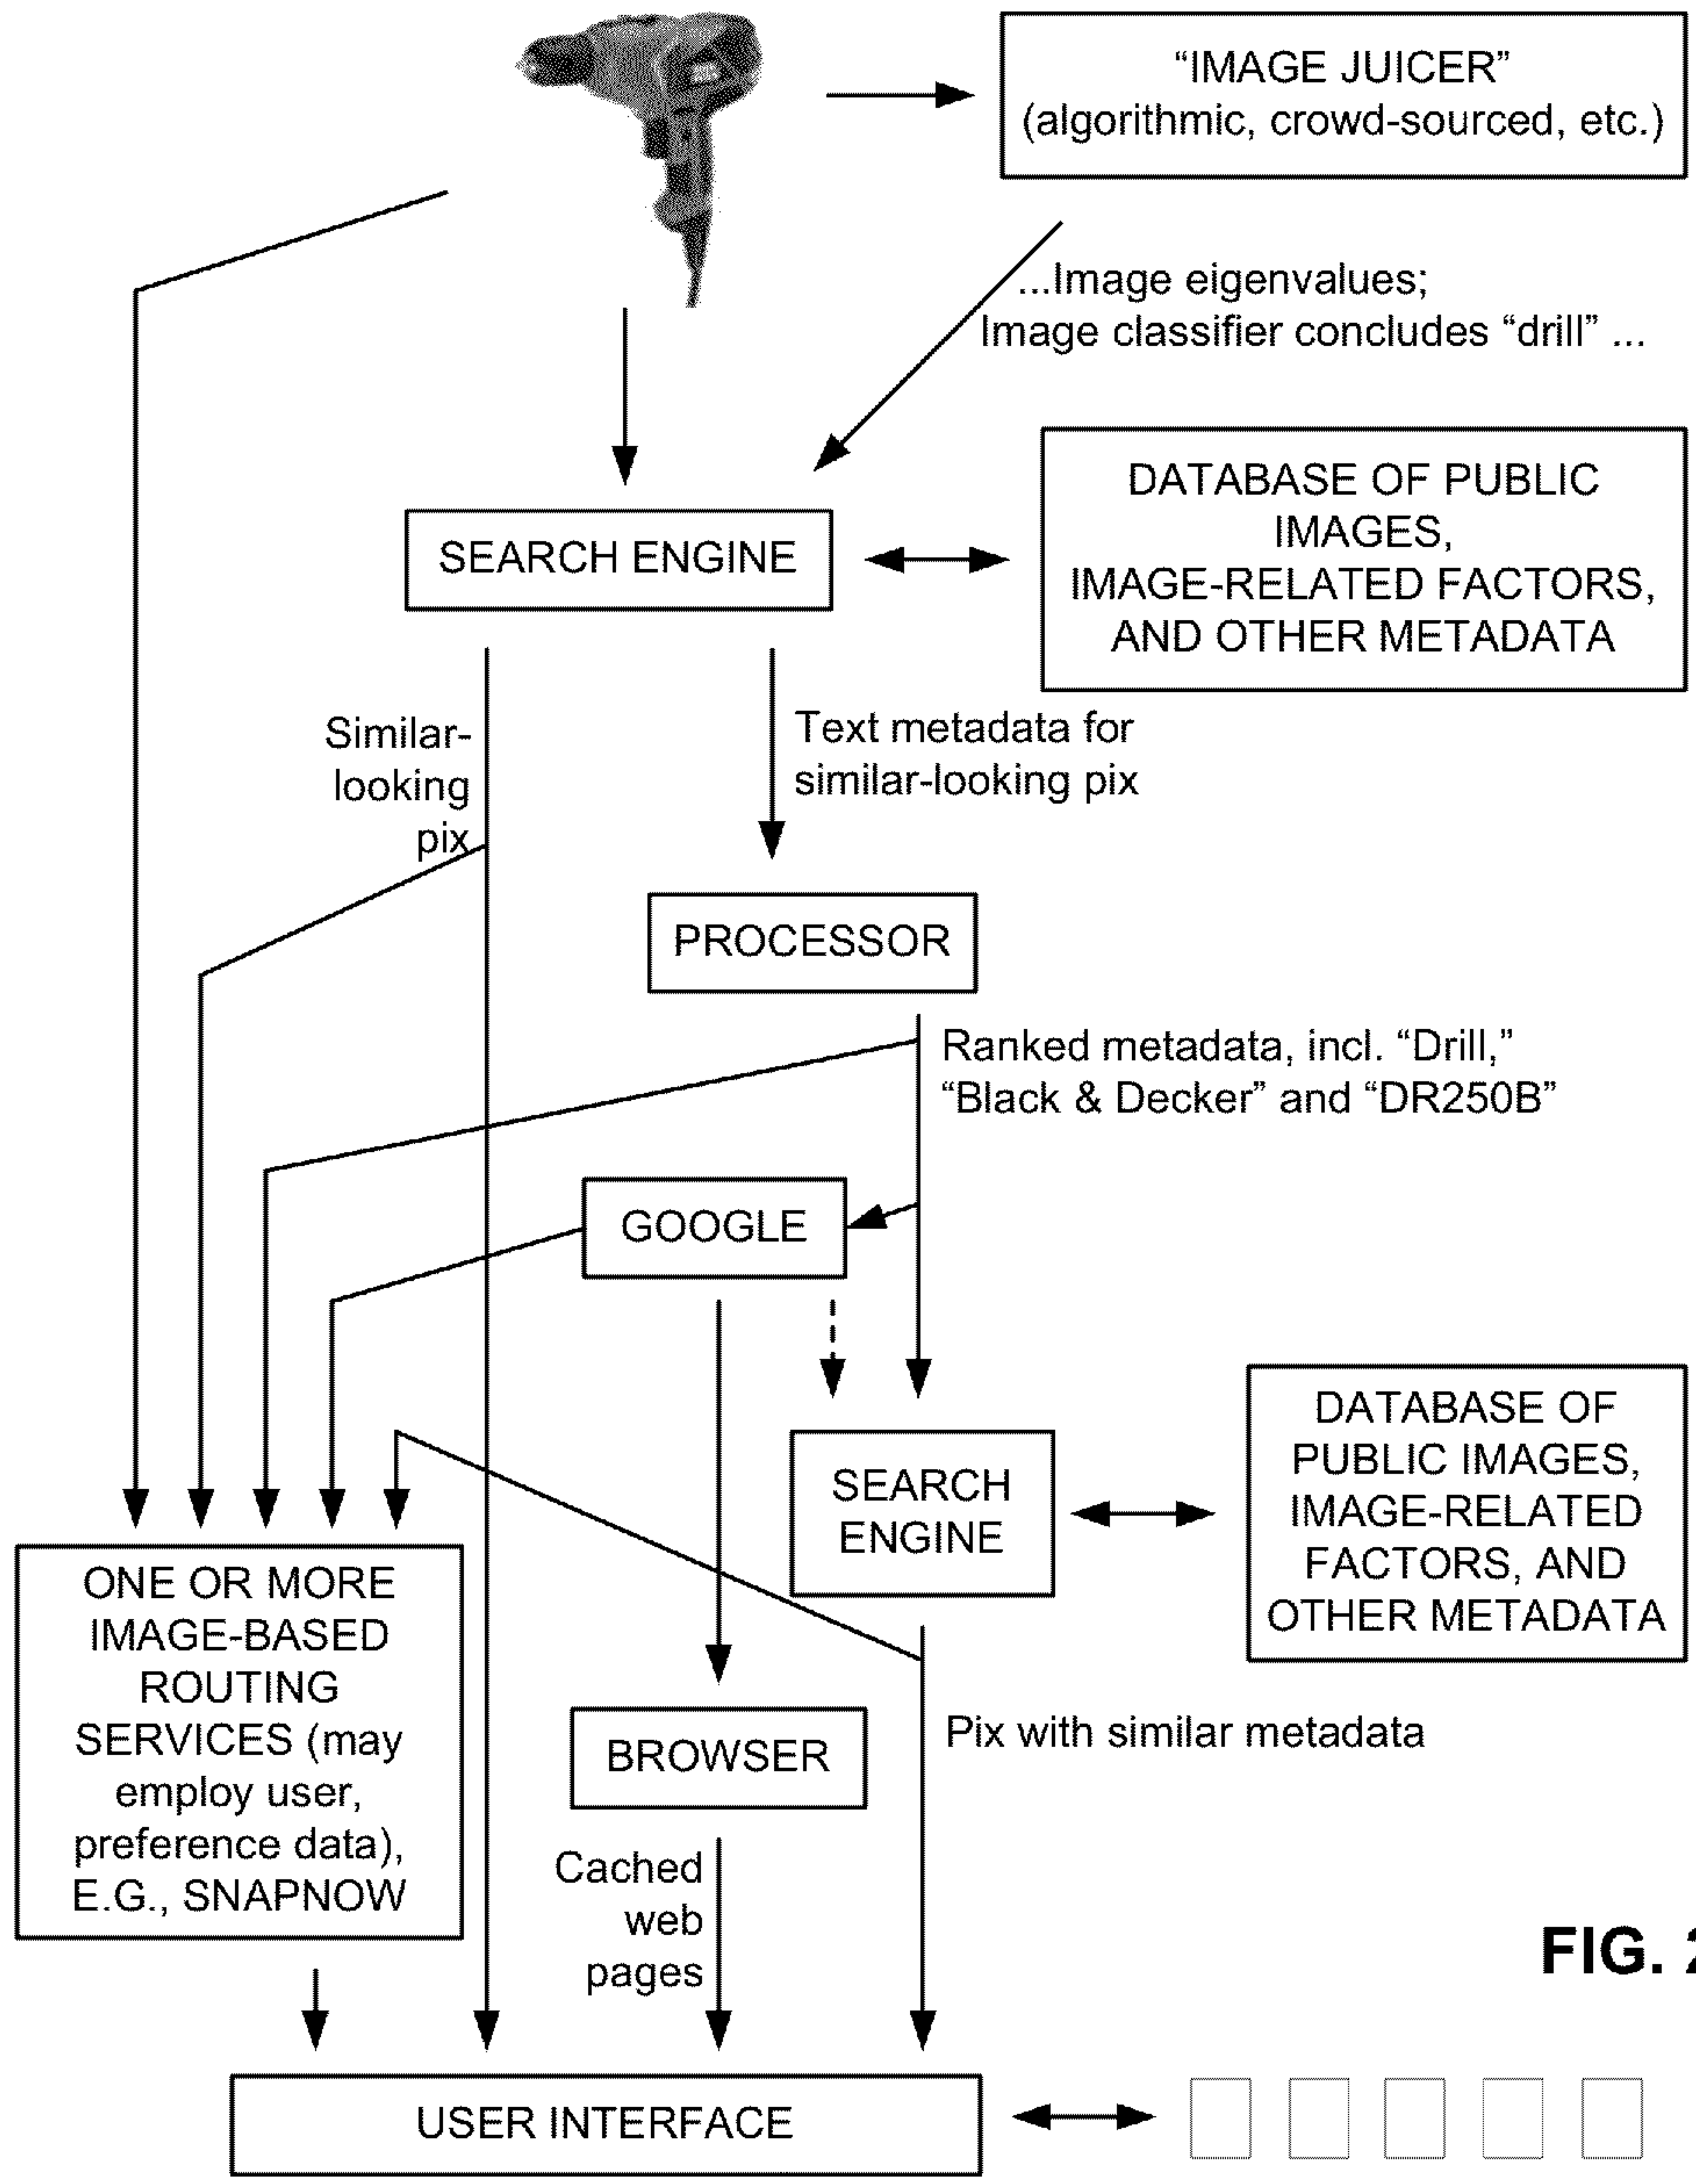 “IMAGE JUICER”
(algorithmic, crowd-sourced, etc.)
...Image eigenvalues;
Image classifier concludes “drill” ...
SEARCH ENGINE
DATABASE OF PUBLIC
IMAGES,
IMAGE-RELATED FACTORS,
AND OTHER METADATA
Similar-
looking
pix
Text metadata for
similar-looking pix
PROCESSOR
Ranked metadata, incl. “Drill,”
“Black & Decker” and “DR250B”
GOOGLE
SEARCH
ENGINE
DATABASE OF
PUBLIC IMAGES,
IMAGE-RELATED
FACTORS, AND
OTHER METADATA
ONE OR MORE
IMAGE-BASED
ROUTING
SERVICES (may
employ user,
preference data),
E.G., SNAPNOW
BROWSER
Pix with similar metadata
Cached
web
pages
FIG.
USER INTERFACE